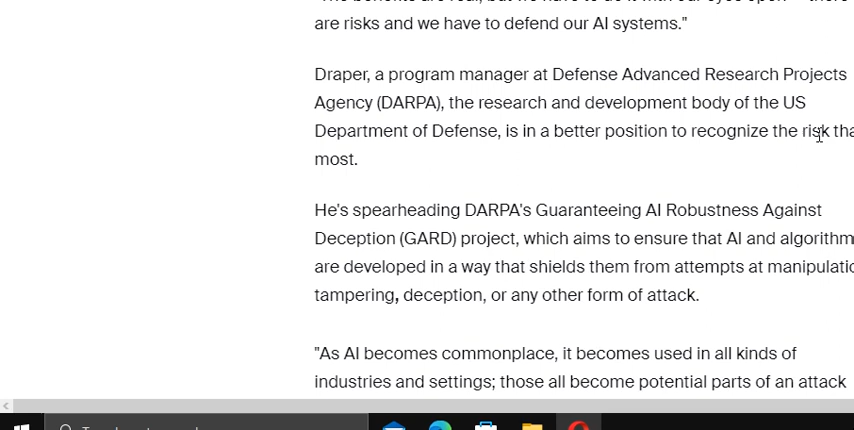 are risks and we have to defend our AI systems."
Draper, a program manager at Defense Advanced Research Projects
Agency (DARPA), the research and development body of the US
Department of Defense, is in a better position to recognize the risk tha
most.
He's spearheading DARPA's Guaranteeing AI Robustness Against
Deception (GARD) project, which aims to ensure that AI and algorithm
are developed in a way that shields them from attempts at manipulatio
tampering, deception, or any other form of attack.
"As AI becomes commonplace, it becomes used in all kinds of
industries and settings; those all become potential parts of an attack